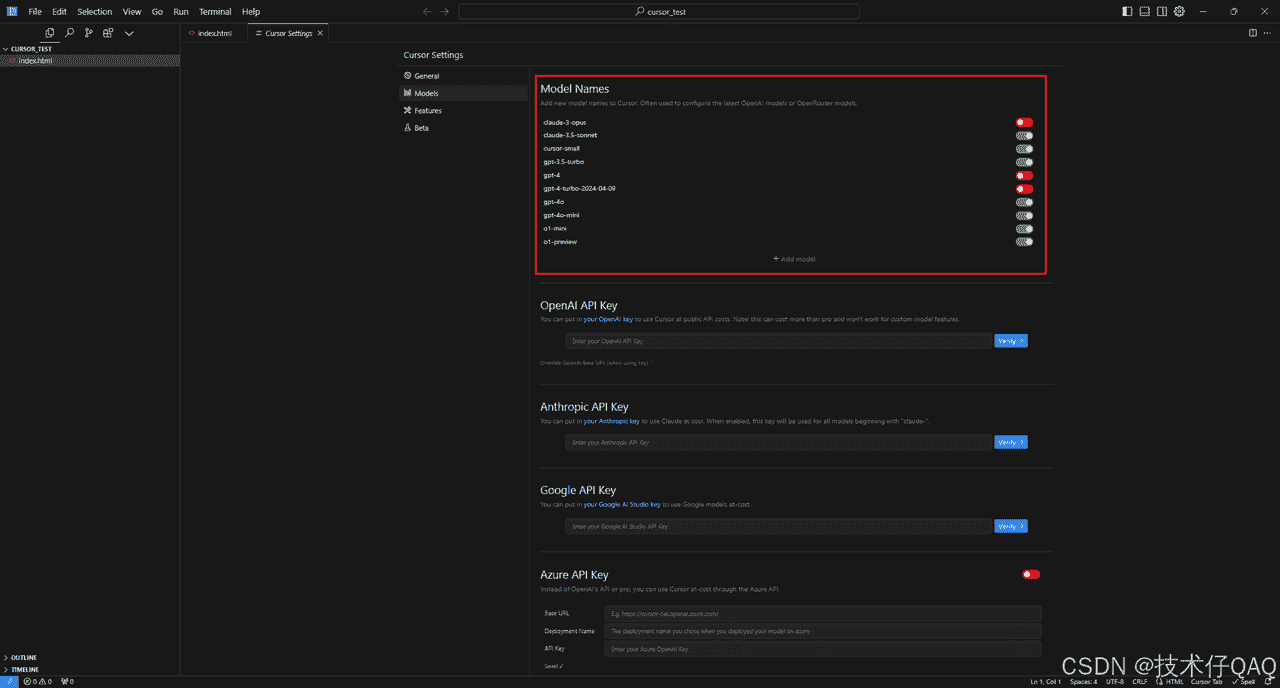 File Edit Selection View Go Run Terminal Help
cursor_test
CURSOR_TEST
index.html
index.html
Cursor Settings
Cursor Settings
General
Models
Features
Beta
Model Names
Add new model names to Cursor. Often used to configure the latest OpenAI models or OpenRouter models.
claude-3-opus
claude-3.5-sonnet
cursor-small
gpt-3.5-turbo
gpt-4
gpt-4-turbo-2024-04-09
gpt-4o
gpt-4o-mini
o1-mini
o1-preview
+ Add model
OpenAI API Key
You can put in your OpenAI key to use Cursor at public API costs. Note: this can cost more than pro and won't work for custom model features.
Enter your OpenAI API Key
Verify
Override OpenAI Base URL (when using key)
Anthropic API Key
You can put in your Anthropic key to use Claude at cost. When enabled, this key will be used for all models beginning with "claude-".
Enter your Anthropic API Key
Verify
Google API Key
You can put in your Google AI Studio key to use Google models at-cost.
Enter your Google AI Studio API Key
Verify
Azure API Key
Instead of OpenAI's API or pro, you can use Cursor at-cost through the Azure API.
Base URL
Deployment Name
The deployment name you chose when you deployed your model on azure
API Key
Enter your Azure OpenAI Key
OUTLINE
TIMELINE
CSDN @技术仔QAQ
0 0 0
Ln 1, Col 1 Spaces: 4 UTF-8 CRLF HTML Cursor Tab Spell